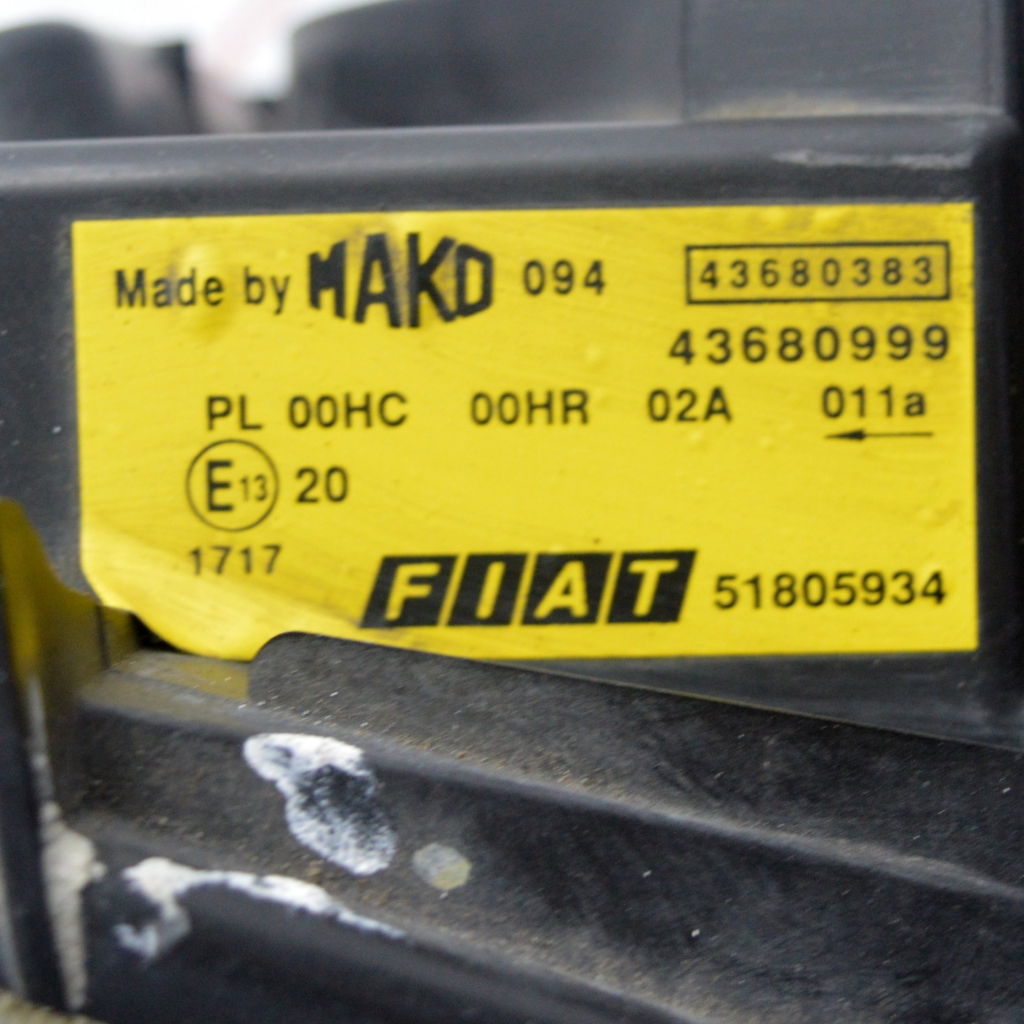 Made by MAKO 094 43680383
43680999
PL 00HC 00HR 02A 011a
E13 20
1717
FIAT 51805934